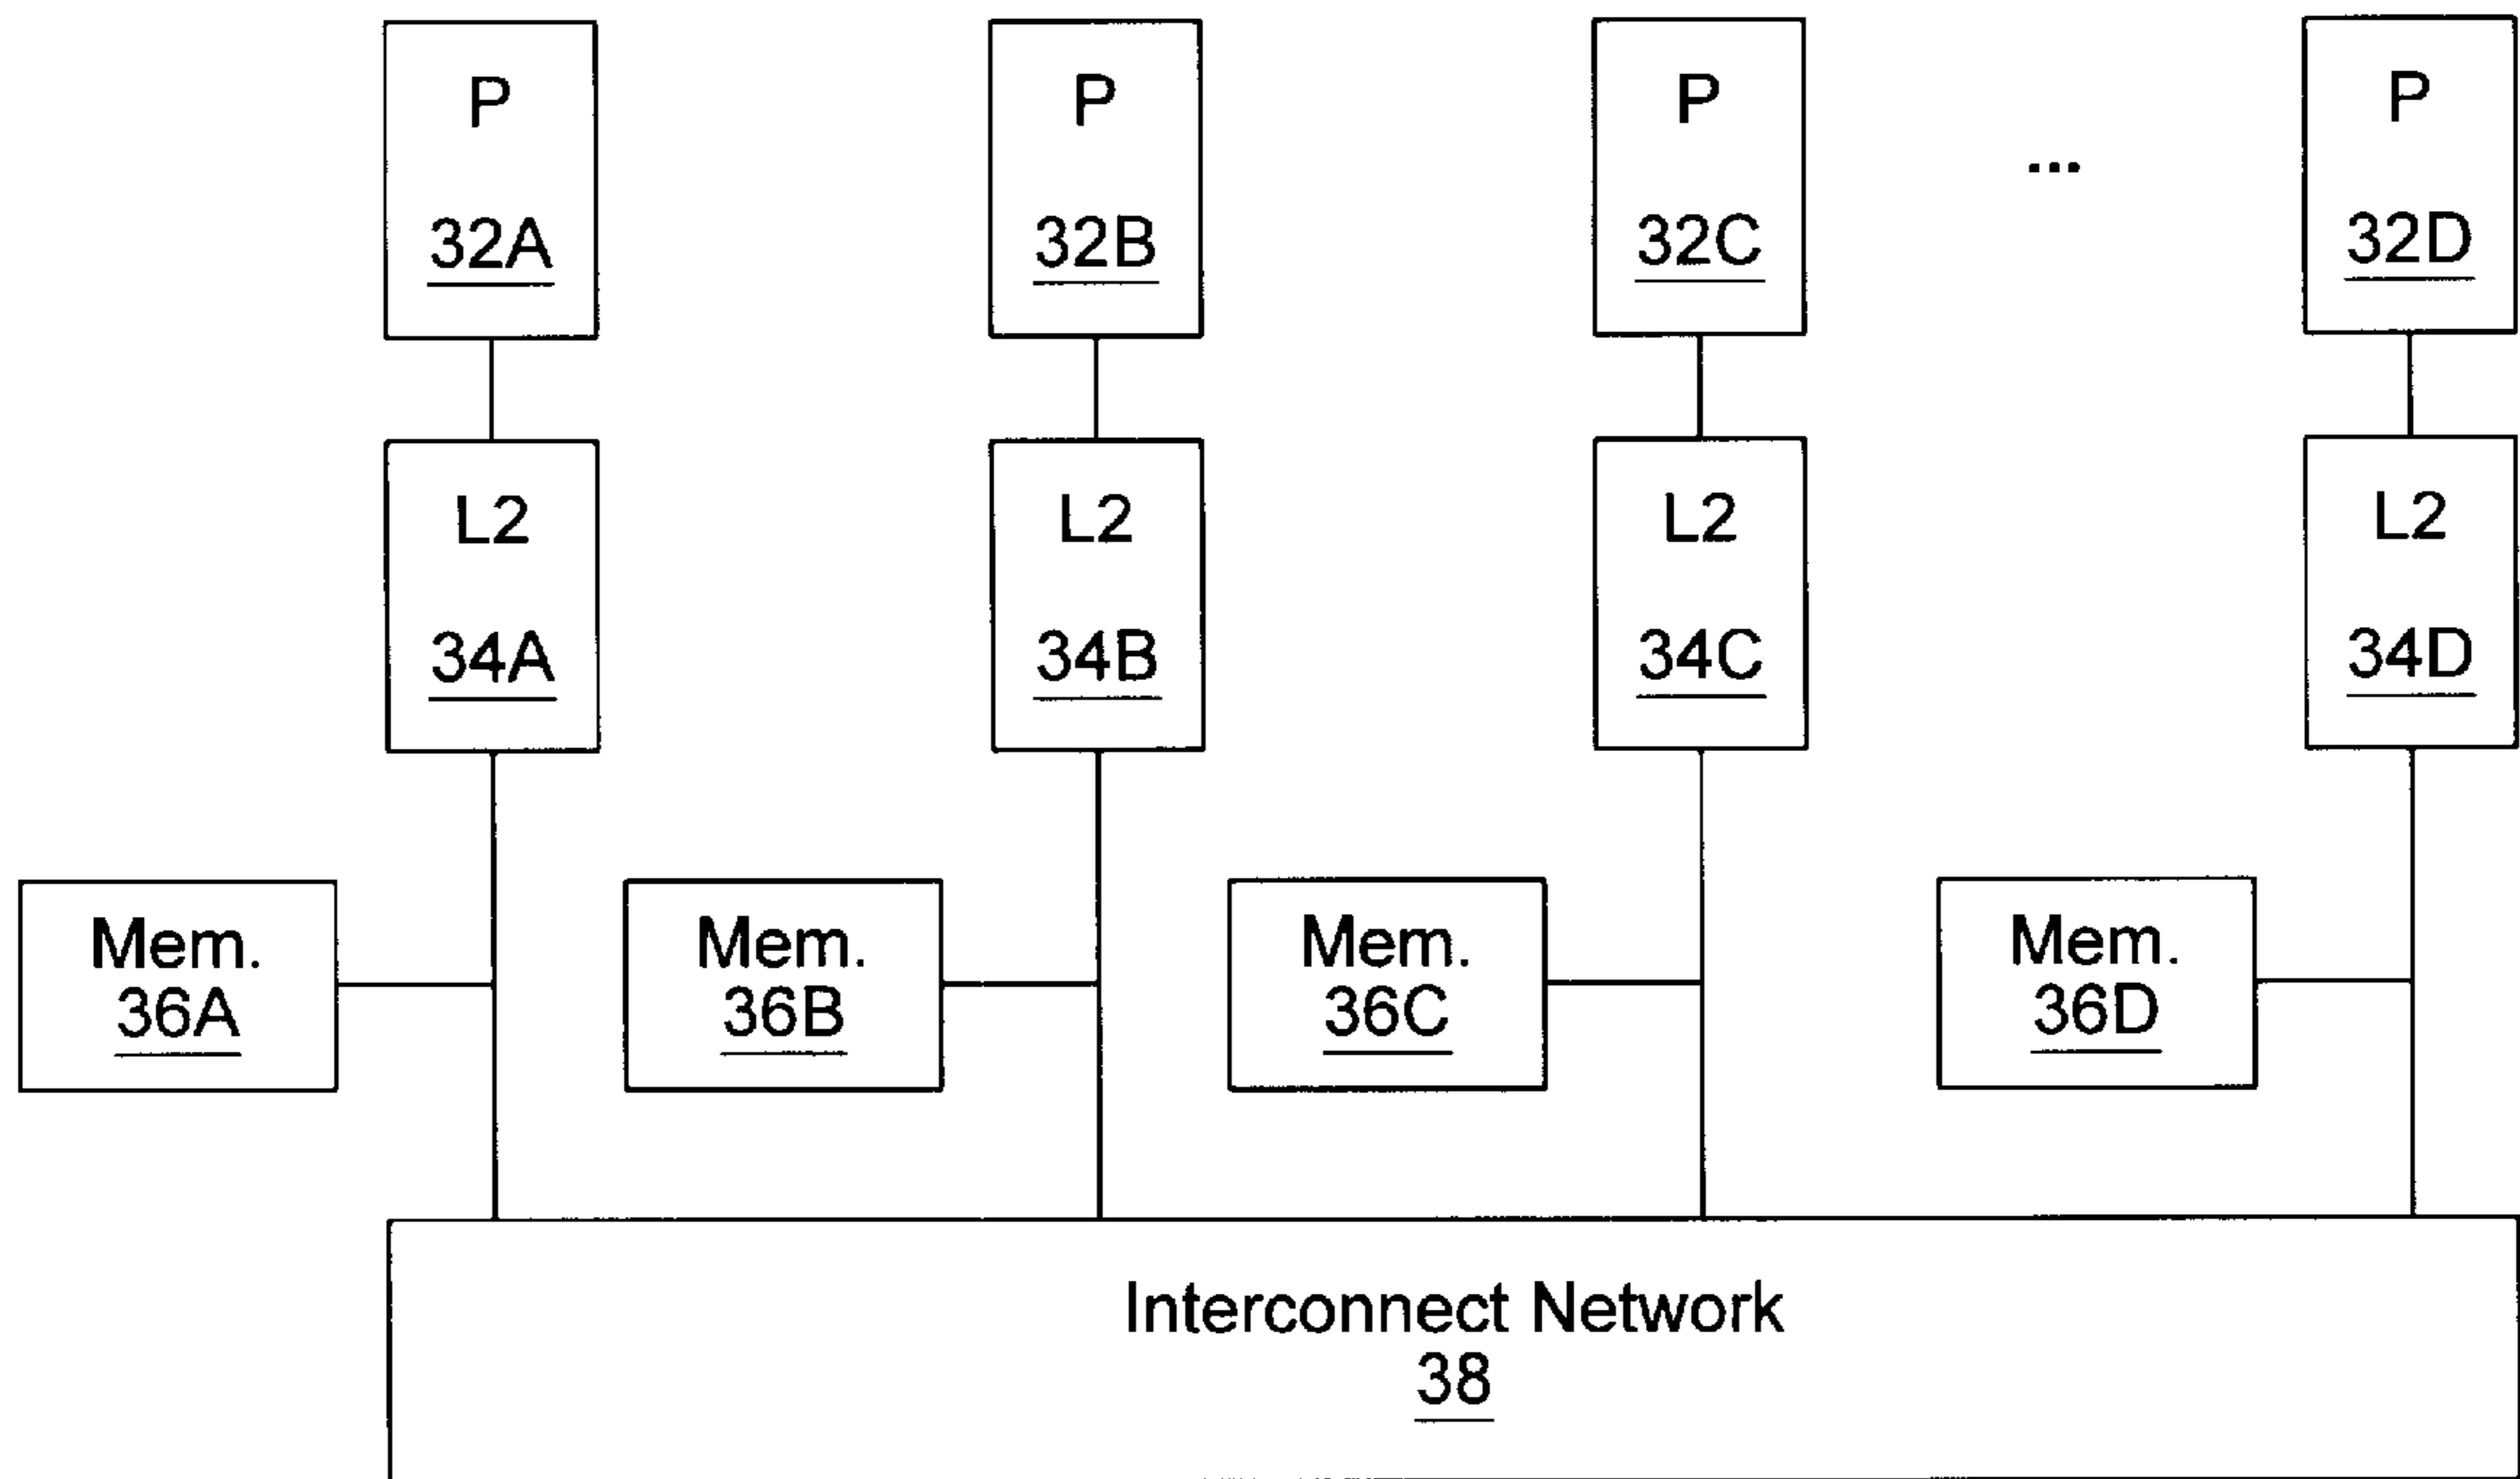 P
32A
P
32B
P
32C
...
P
32D
L2
34A
L2
34B
L2
34C
L2
34D
Mem.
36A
Mem.
36B
Mem.
36C
Mem.
36D
Interconnect Network
38